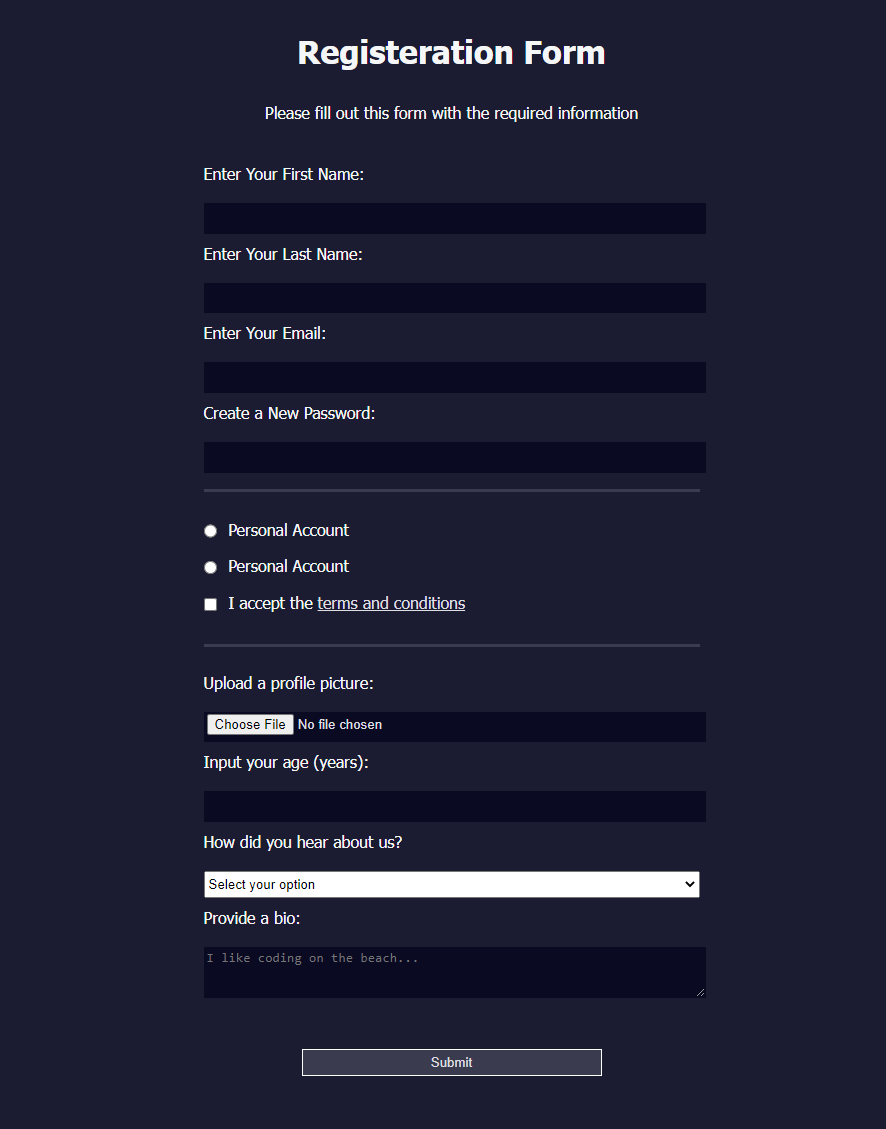 Registeration Form
Please fill out this form with the required information
Enter Your First Name:
Enter Your Last Name:
Enter Your Email:
Create a New Password:
Personal Account
Personal Account
I accept the terms and conditions
Upload a profile picture:
Choose File No file chosen
Input your age (years):
How did you hear about us?
Select your option
Provide a bio:
I like coding on the beach...
Submit